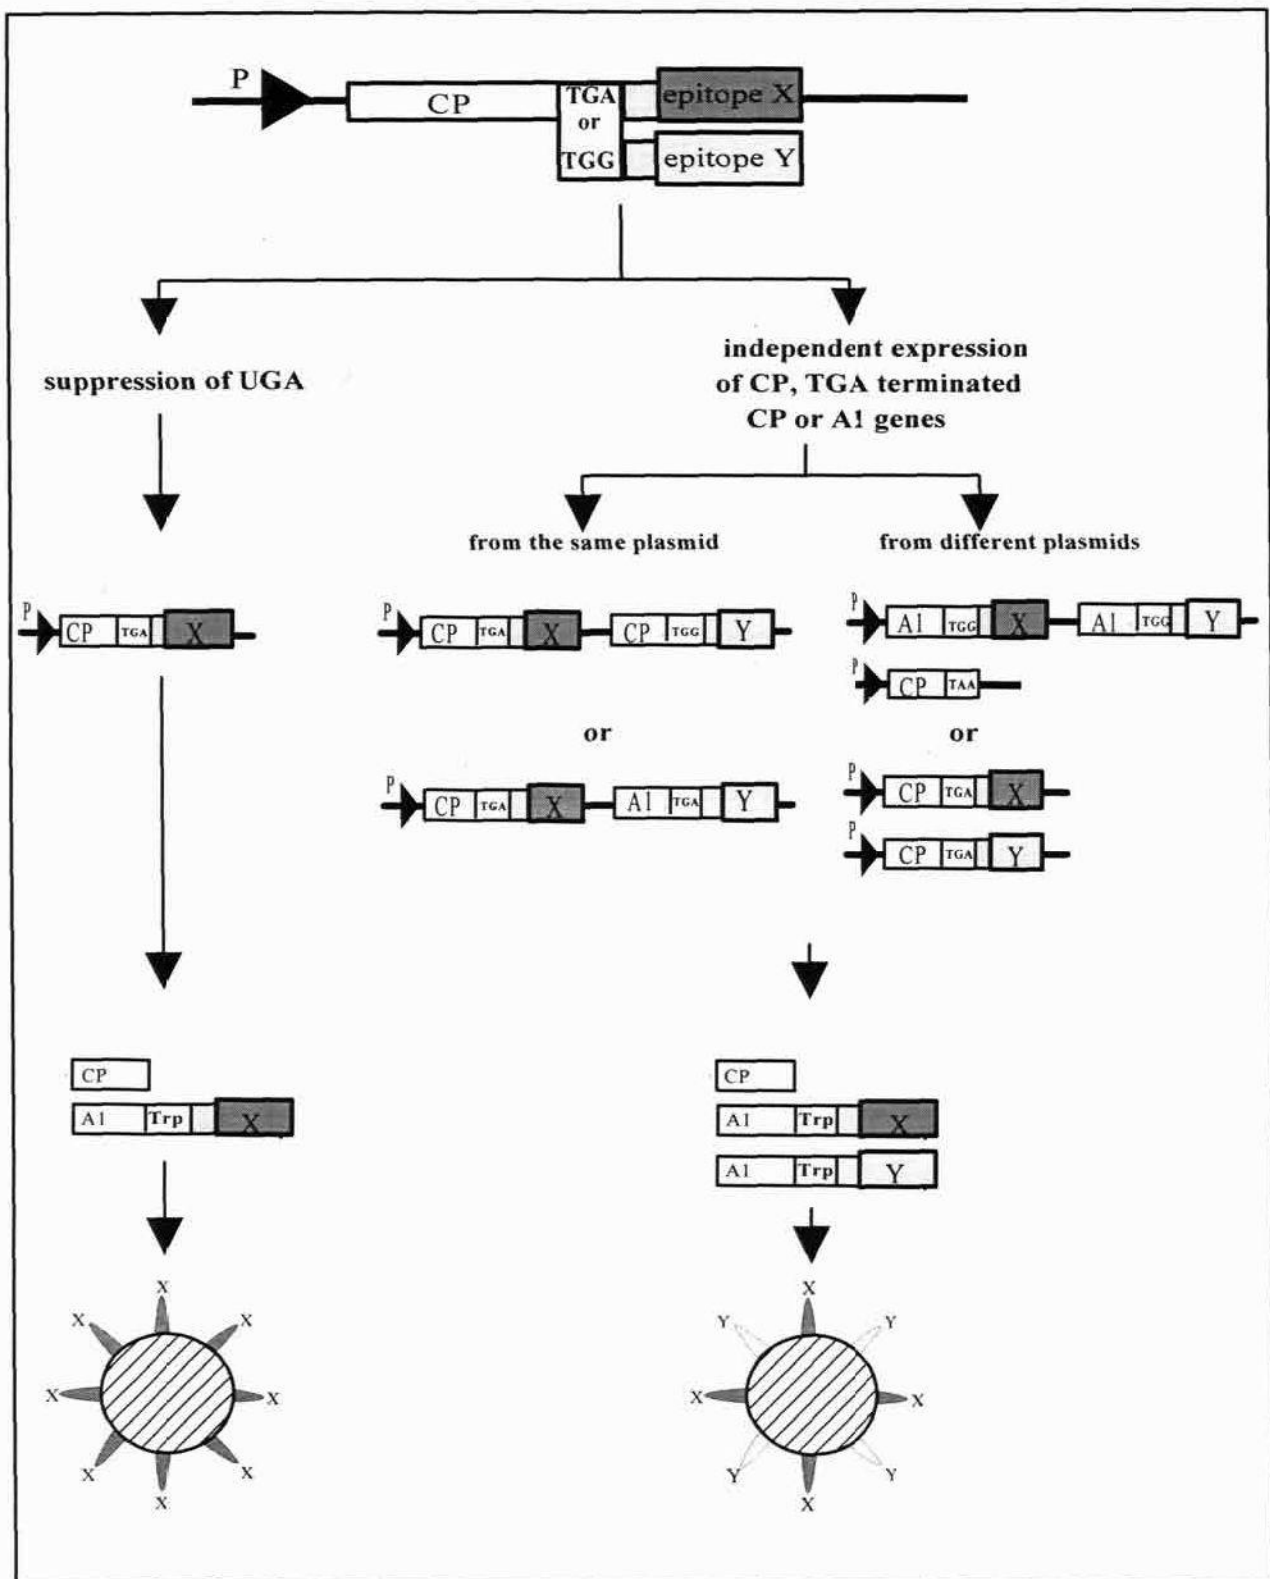 P
CP
TGA
or
TGG
epitope X
epitope Y
suppression of UGA
independent expression
of CP, TGA terminated
CP or A1 genes
from the same plasmid
from different plasmids
P
CP TGA X
P
CP TGA X CP TGG Y
or
P
CP TGA X A1 TGA Y
P
A1 TGG X A1 TGG Y
P
CP TAA
or
P
CP TGA X
P
CP TGA Y
CP
A1 Trp X
CP
A1 Trp X
A1 Trp Y
X
X
X
X
X
X
X
X
X
Y
Y
X
X
Y
Y
X